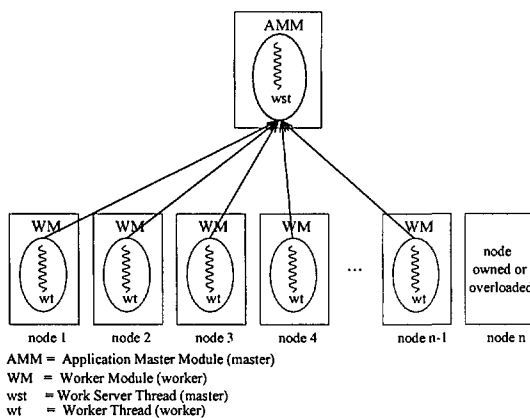 AMM
wst
WM WM WM WM WM
node
owned or
overloaded
...
wt wt wt wt wt
node 1 node 2 node 3 node 4 node n-1 node n
AMM = Application Master Module (master)
WM = Worker Module (worker)
wst = Work Server Thread (master)
wt = Worker Thread (worker)